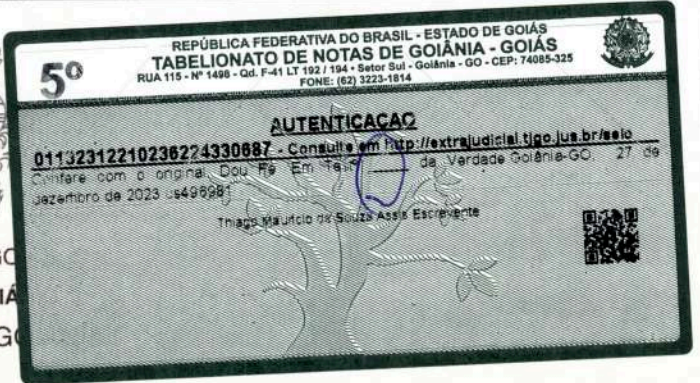 REPÚBLICA FEDERATIVA DO BRASIL - ESTADO DE GOIÁS
5º TABELIONATO DE NOTAS DE GOIÂNIA - GOIÁS
RUA 115 - Nº 1498 - Qd. F-41 LT 192 / 194 • Setor Sul - Goiânia - GO - CEP: 74085-325
FONE: (62) 3223-1814
AUTENTICAÇÃO
01132312210236224330687 - Consulte em http://extrajudicial.tjgo.jus.br/selo
Confere com o original. Dou Fé. Em Test da Verdade Goiânia-GO, 27 de
dezembro de 2023
Thiago Mauricio de Souza Assis Escrevente